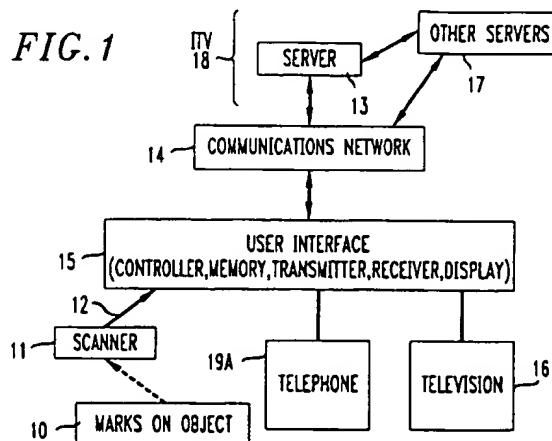 FIG. 1
ITV
18
SERVER
13
OTHER SERVERS
17
14
COMMUNICATIONS NETWORK
15
USER INTERFACE
(CONTROLLER,MEMORY,TRANSMITTER,RECEIVER,DISPLAY)
12
11
SCANNER
19A
TELEPHONE
TELEVISION
16
10
MARKS ON OBJECT